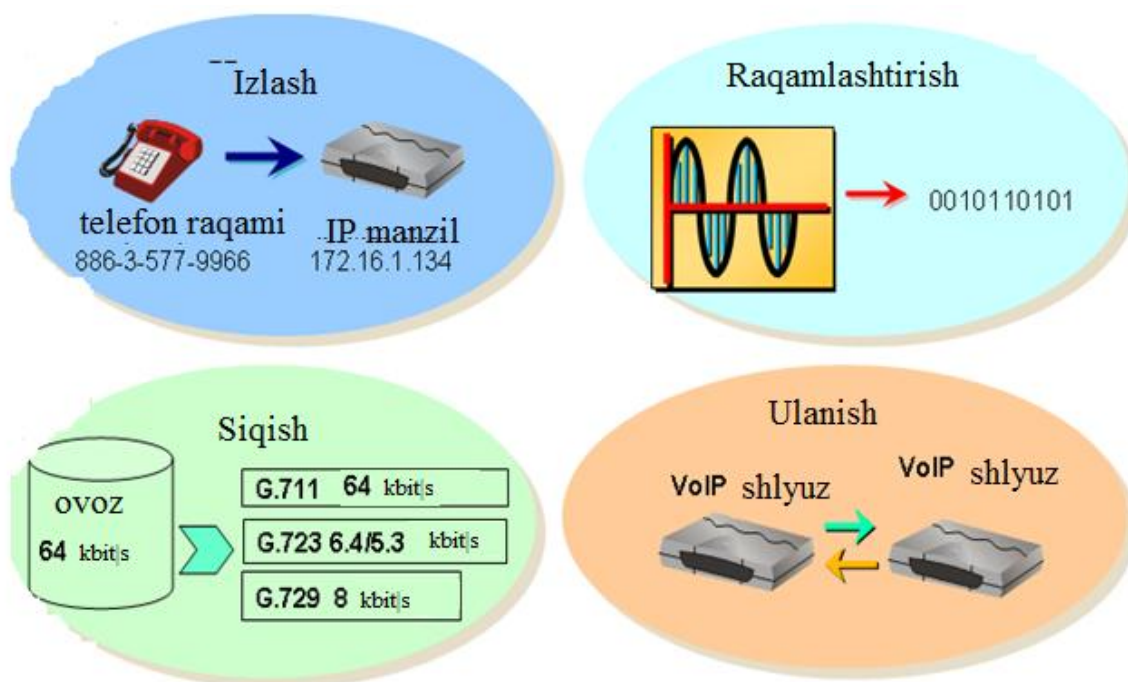 Izlash
telefon raqami
886-3-577-9966
IP manzil
172.16.1.134
Raqamlashtirish
0010110101
Siqish
ovoz
64 kbit|s
G.711 64 kbit|s
G.723 6.4/5.3 kbit|s
G.729 8 kbit|s
Ulanish
VoIP shlyuz
VoIP shlyuz